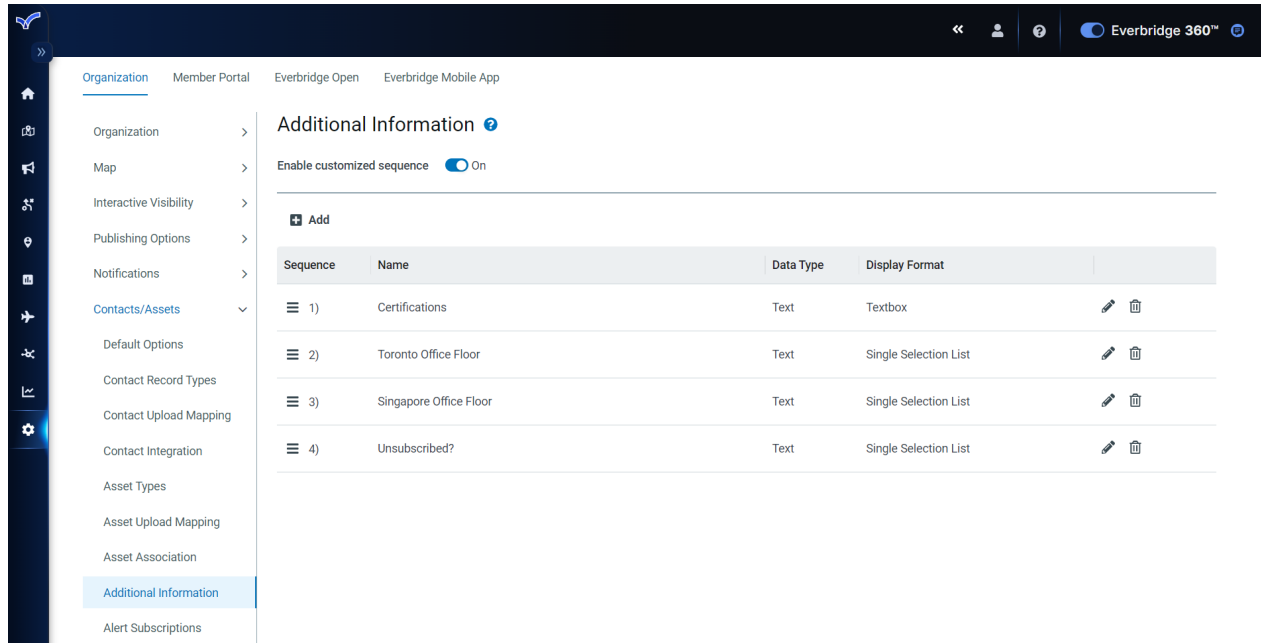 Everbridge 360™
Organization Member Portal Everbridge Open Everbridge Mobile App
Organization
Map
Interactive Visibility
Publishing Options
Notifications
Contacts/Assets
Default Options
Contact Record Types
Contact Upload Mapping
Contact Integration
Asset Types
Asset Upload Mapping
Asset Association
Additional Information
Alert Subscriptions
Additional Information
Enable customized sequence On
Add
Sequence Name Data Type Display Format
1) Certifications Text Textbox
2) Toronto Office Floor Text Single Selection List
3) Singapore Office Floor Text Single Selection List
4) Unsubscribed? Text Single Selection List